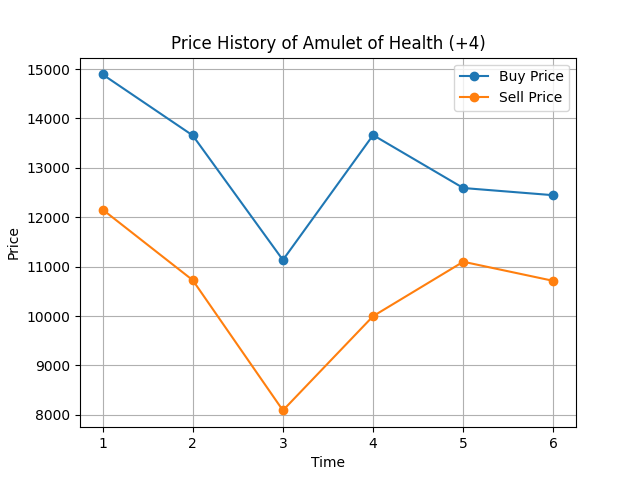 Price History of Amulet of Health (+4)
Buy Price
Sell Price
15000
14000
13000
12000
11000
10000
9000
8000
Price
1 2 3 4 5 6
Time